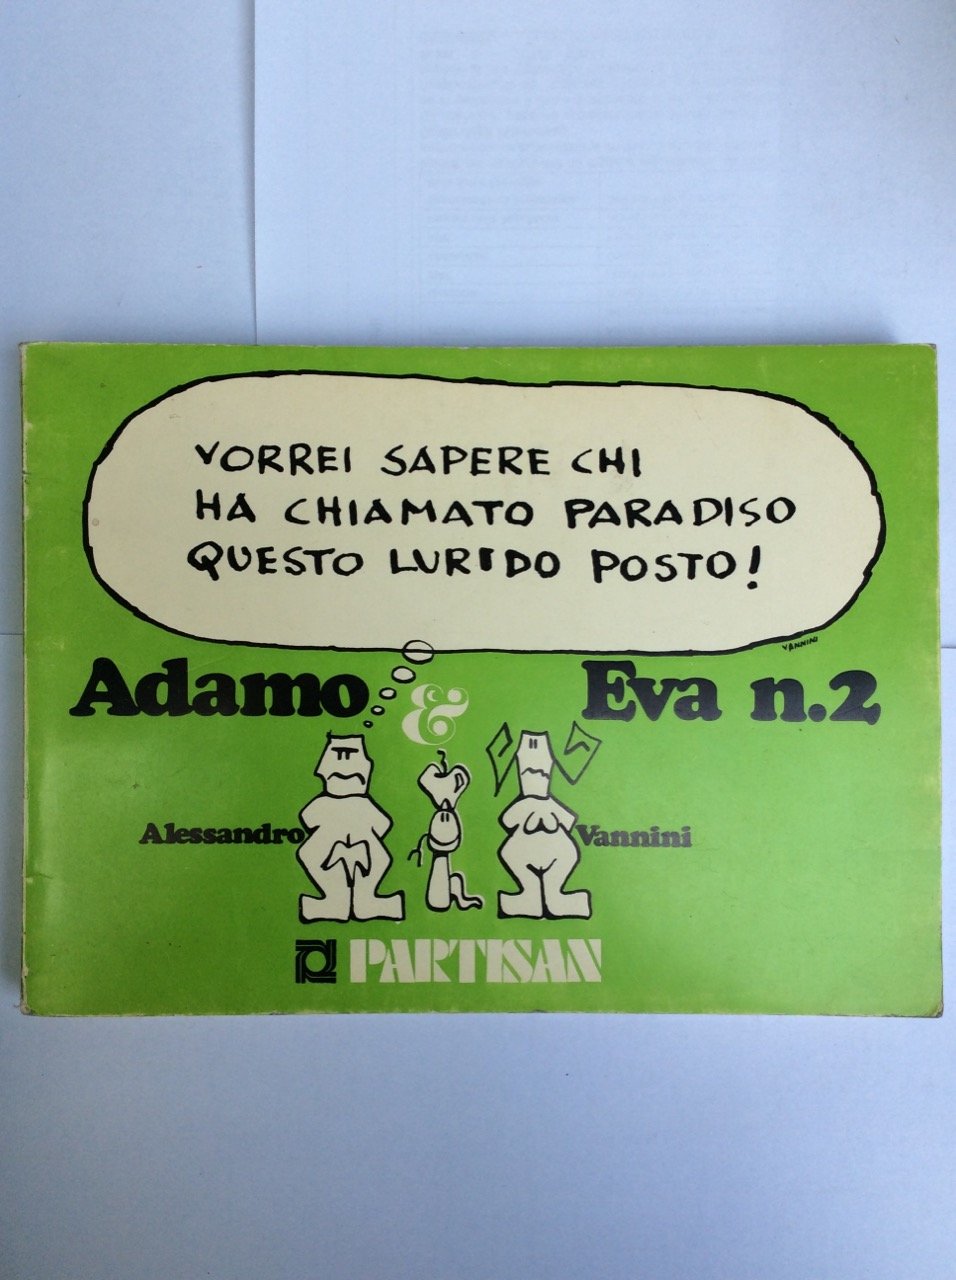 VORREI SAPERE CHI
HA CHIAMATO PARADISO
QUESTO LURIDO POSTO!
VANNINI
Adamo & Eva n.2
Alessandro Vannini
PARTISAN